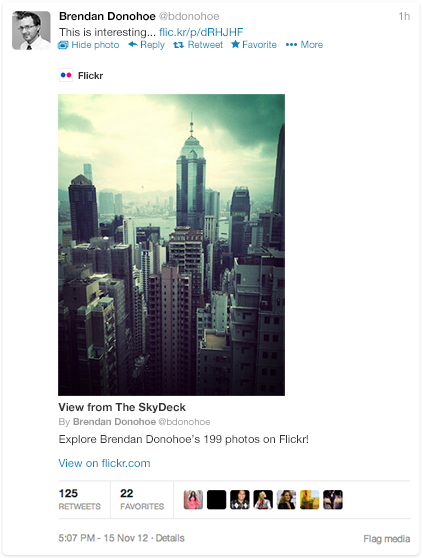 Brendan Donohoe @bdonohoe 1h
This is interesting... flic.kr/p/dRHJHF
Hide photo Reply Retweet Favorite More
Flickr
View from The SkyDeck
By Brendan Donohoe @bdonohoe
Explore Brendan Donohoe's 199 photos on Flickr!
View on flickr.com
125 22
RETWEETS FAVORITES
5:07 PM - 15 Nov 12 · Details Flag media